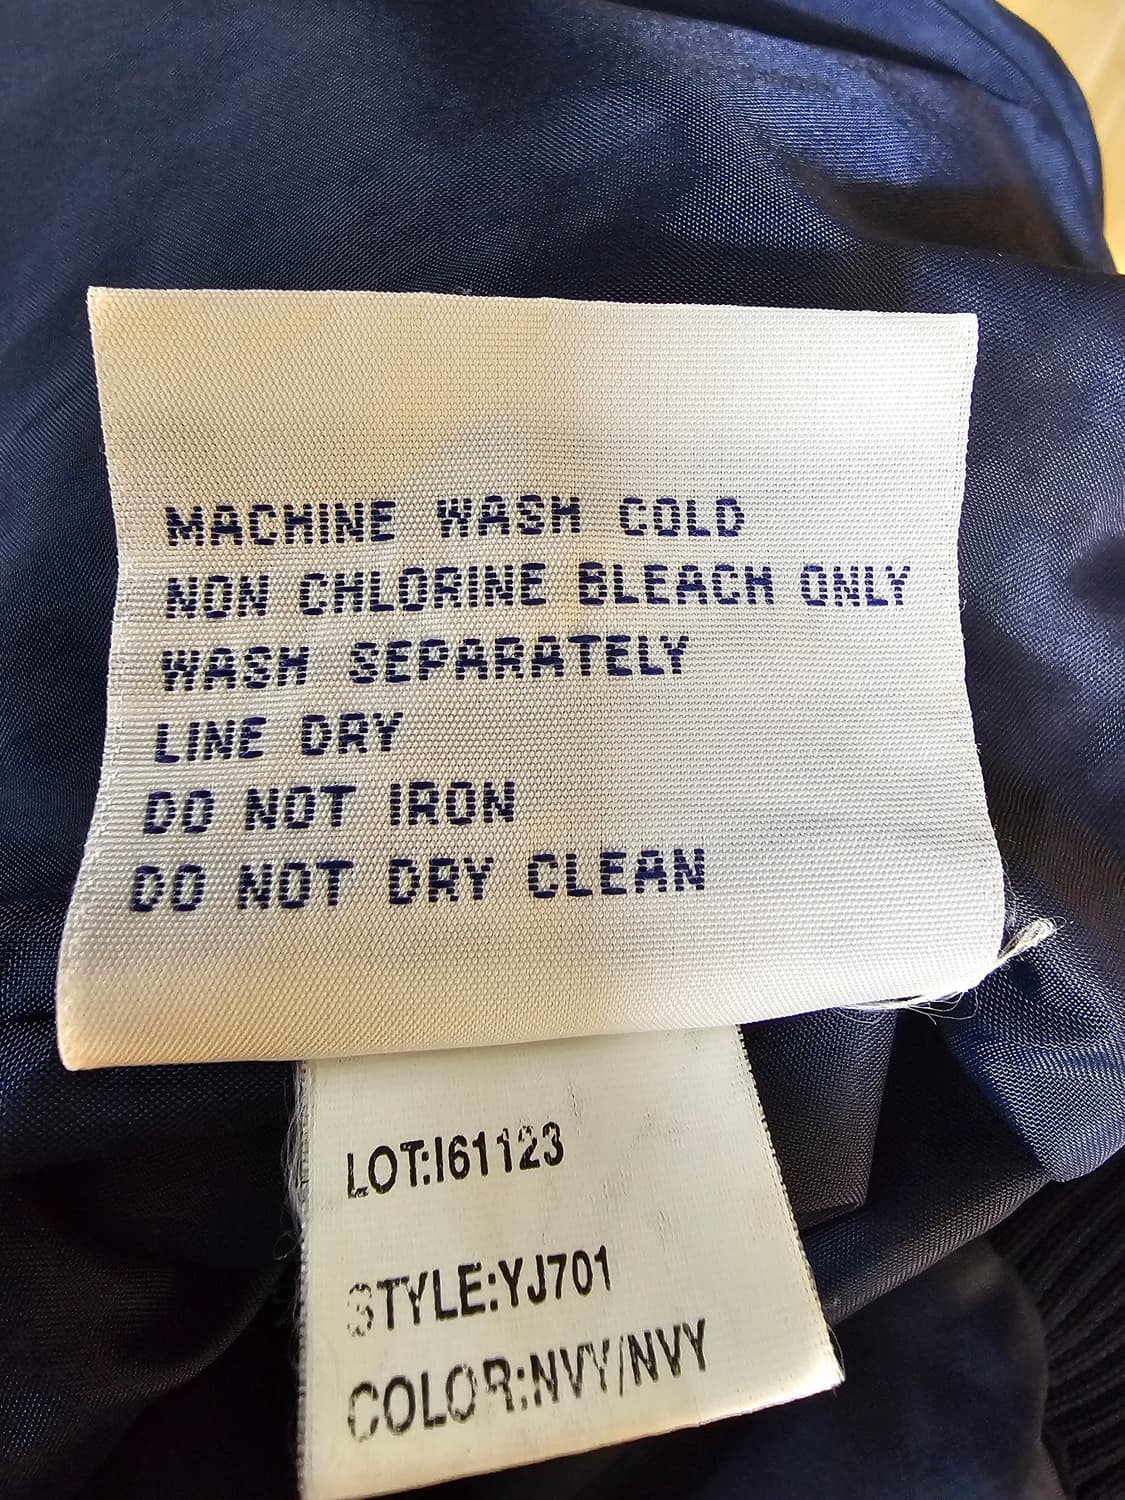 MACHINE WASH COLD
NON CHLORINE BLEACH ONLY
WASH SEPARATELY
LINE DRY
DO NOT IRON
DO NOT DRY CLEAN
LOT:I61123
STYLE:YJ701
COLOR:NVY/NVY